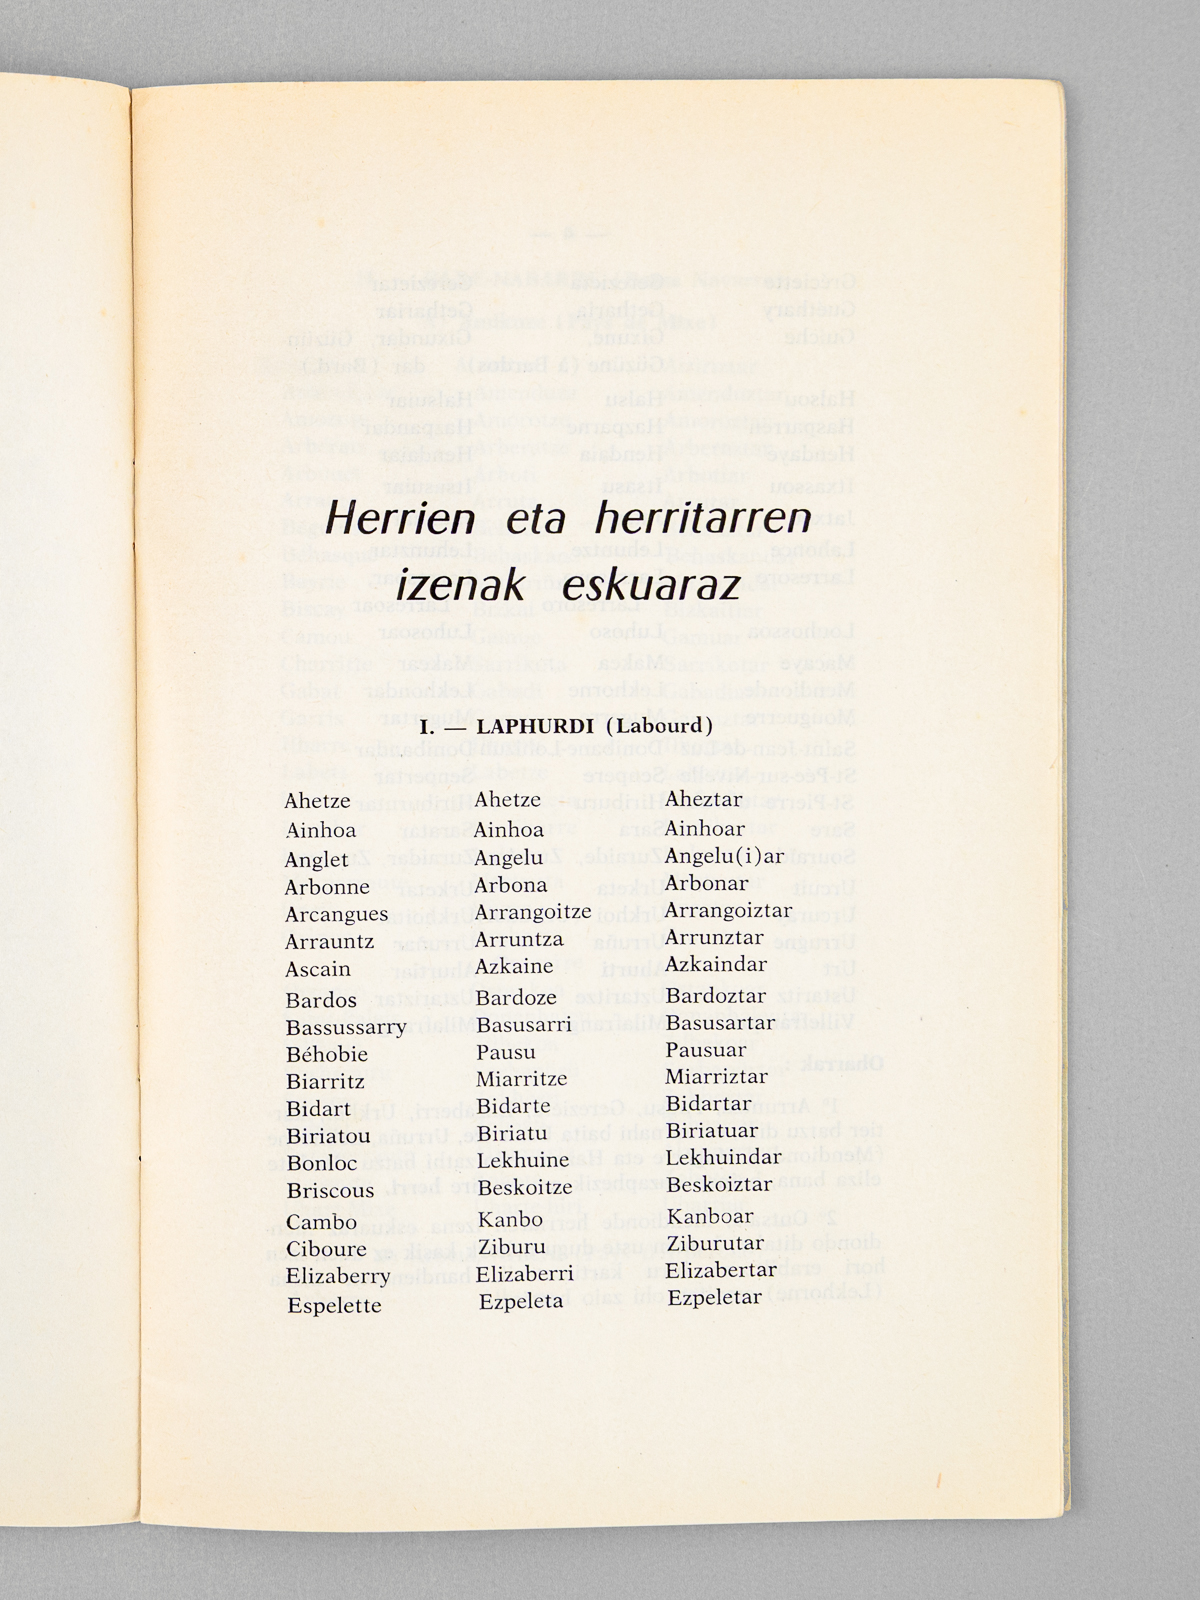 Herrien eta herritarren
izenak eskuaraz
I. — LAPHURDI (Labourd)
Ahetze Ahetze Aheztar
Ainhoa Ainhoa Ainhoar
Anglet Angelu Angelu(i)ar
Arbonne Arbona Arbonar
Arcangues Arrangoitze Arrangoiztar
Arrauntz Arruntza Arrunztar
Ascain Azkaine Azkaindar
Bardos Bardoze Bardoztar
Bassussarry Basusarri Basusartar
Béhobie Pausu Pausuar
Biarritz Miarritze Miarriztar
Bidart Bidarte Bidartar
Biriatou Biriatu Biriatuar
Bonloc Lekhuine Lekhuindar
Briscous Beskoitze Beskoiztar
Cambo Kanbo Kanboar
Ciboure Ziburu Ziburutar
Elizaberry Elizaberri Elizabertar
Espelette Ezpeleta Ezpeletar